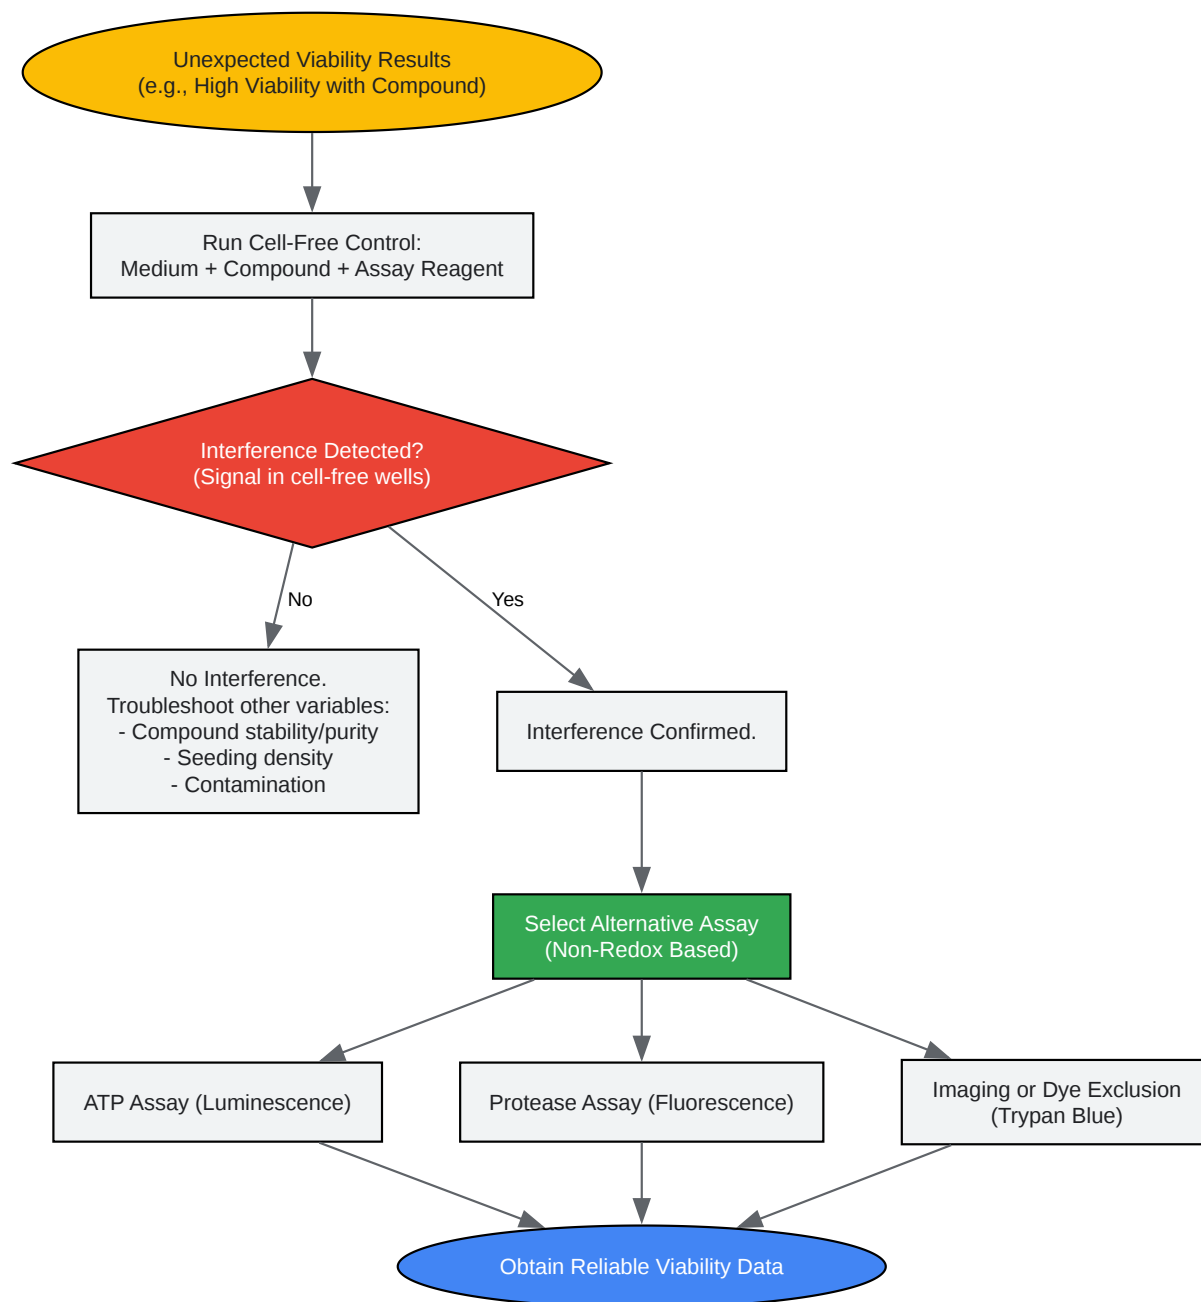 Unexpected Viability Results
(e.g., High Viability with Compound)
Run Cell-Free Control:
Medium + Compound + Assay Reagent
Interference Detected?
(Signal in cell-free wells)
No
Yes
No Interference.
Troubleshoot other variables:
- Compound stability/purity
- Seeding density
- Contamination
Interference Confirmed.
Select Alternative Assay
(Non-Redox Based)
ATP Assay (Luminescence)
Protease Assay (Fluorescence)
Imaging or Dye Exclusion
(Trypan Blue)
Obtain Reliable Viability Data